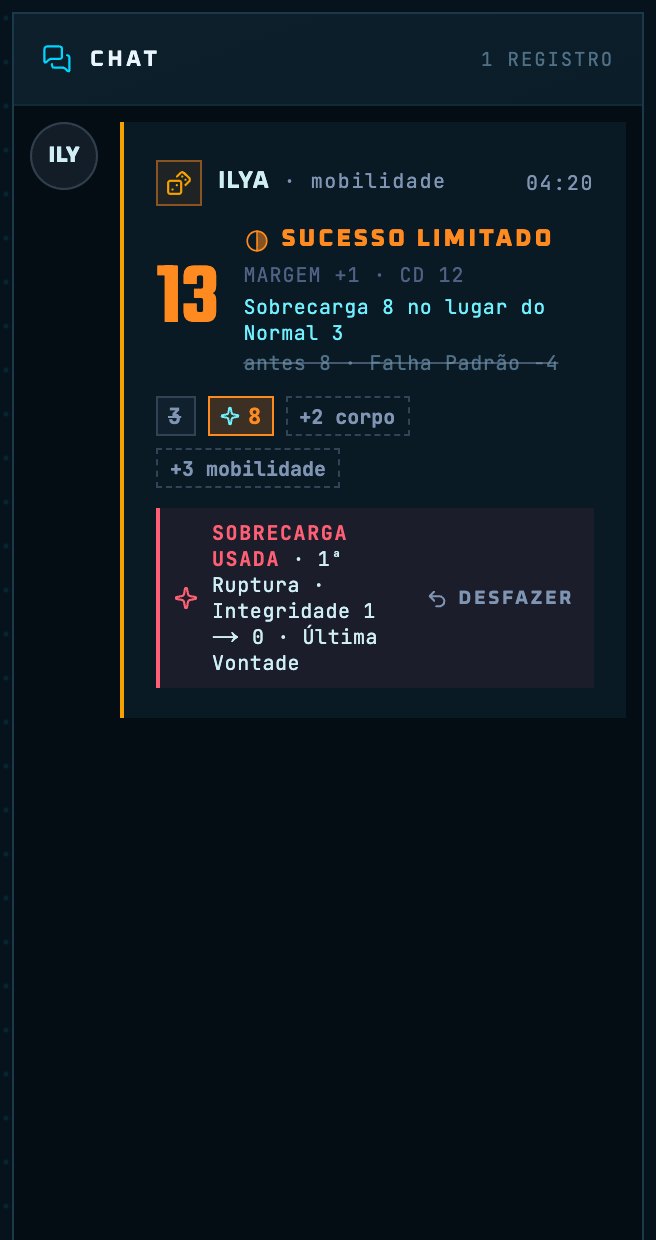 CHAT
1 REGISTRO
ILY
ILYA · mobilidade
04:20
SUCESSO LIMITADO
13
MARGEM +1 · CD 12
Sobrecarga 8 no lugar do
Normal 3
antes 8 · Falha Padrão -4
3
8
+2 corpo
+3 mobilidade
SOBRECARGA
USADA · 1ª
Ruptura ·
Integridade 1
⟶ 0 · Última
Vontade
DESFAZER